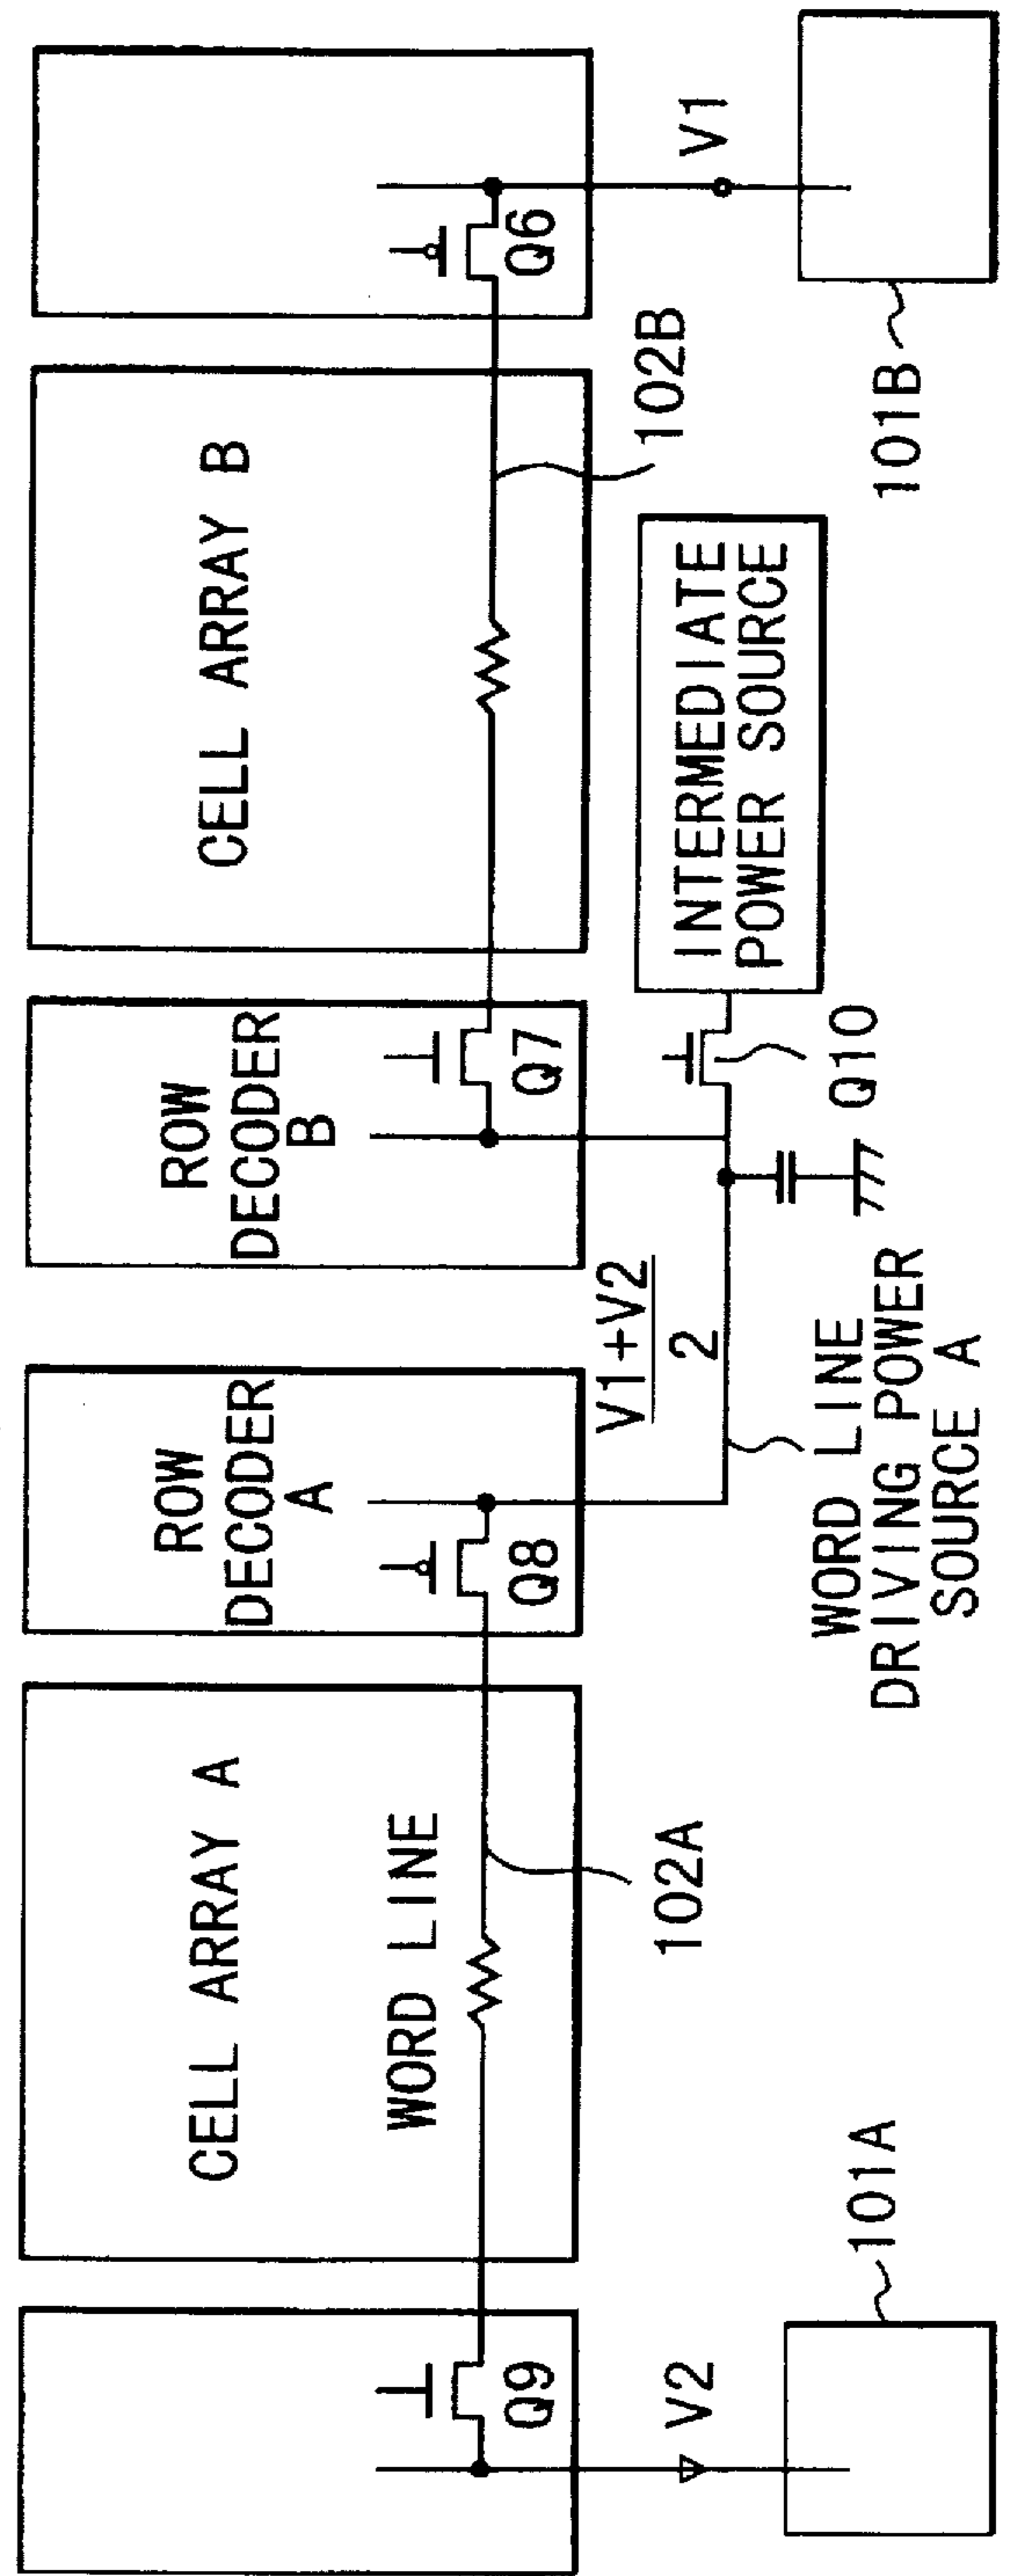 CELL ARRAY A
WORD LINE
ROW
DECODER
A
ROW
DECODER
B
CELL ARRAY B
Q9
Q8
Q7
Q6
V2
102A
V1+V2
2
Q10
INTERMEDIATE
POWER SOURCE
102B
V1
101A
WORD LINE
DRIVING POWER
SOURCE A
101B